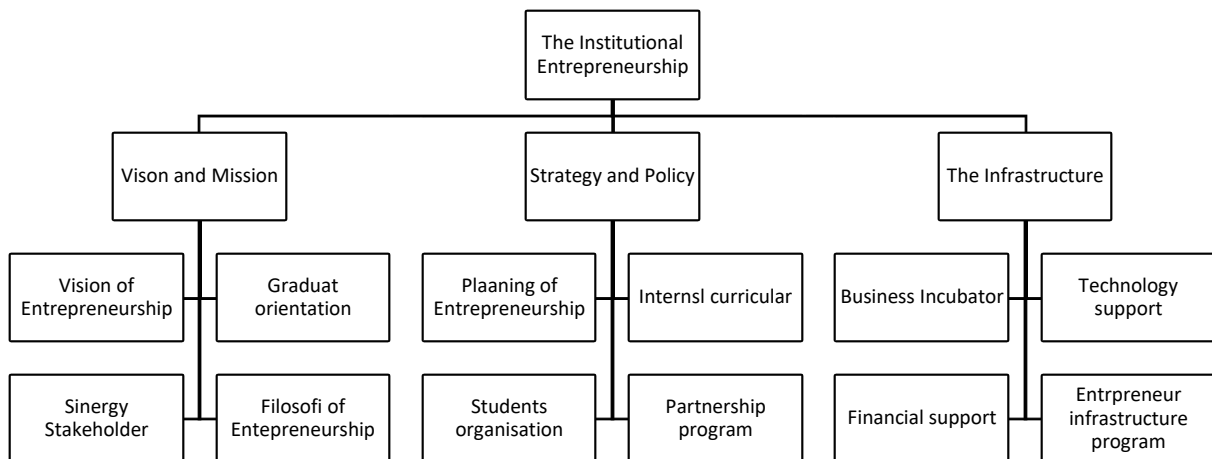 The Institutional
Entrepreneurship
Vison and Mission
Strategy and Policy
The Infrastructure
Vision of
Entrepreneurship
Graduat
orientation
Plaaning of
Entrepreneurship
Internsl curricular
Business Incubator
Technology
support
Sinergy
Stakeholder
Filosofi of
Entepreneurship
Students
organisation
Partnership
program
Financial support
Entrpreneur
infrastructure
program